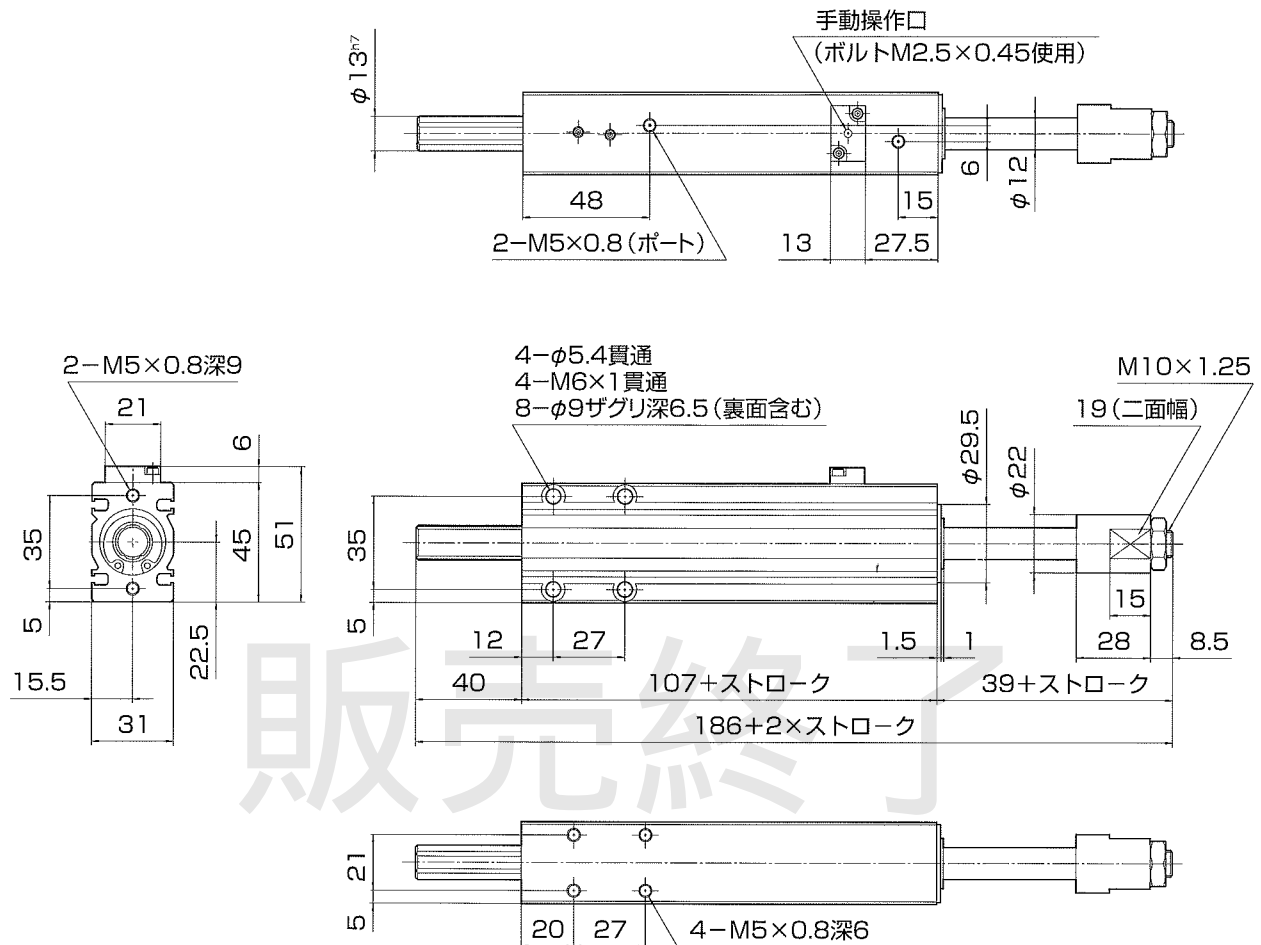 手動操作口
(ボルトM2.5×0.45使用)
φ13h7
48
15
6
φ12
2−M5×0.8(ポート)
13
27.5
2−M5×0.8深9
21
6
35
45
51
5
22.5
15.5
31
4−φ5.4貫通
4−M6×1貫通
8−φ9ザグリ深6.5(裏面含む)
M10×1.25
19(二面幅)
φ29.5
φ22
35
5
12
27
1.5
1
15
28
8.5
40
107+ストローク
39+ストローク
186+2×ストローク
販売終了
21
5
20
27
4−M5×0.8深6